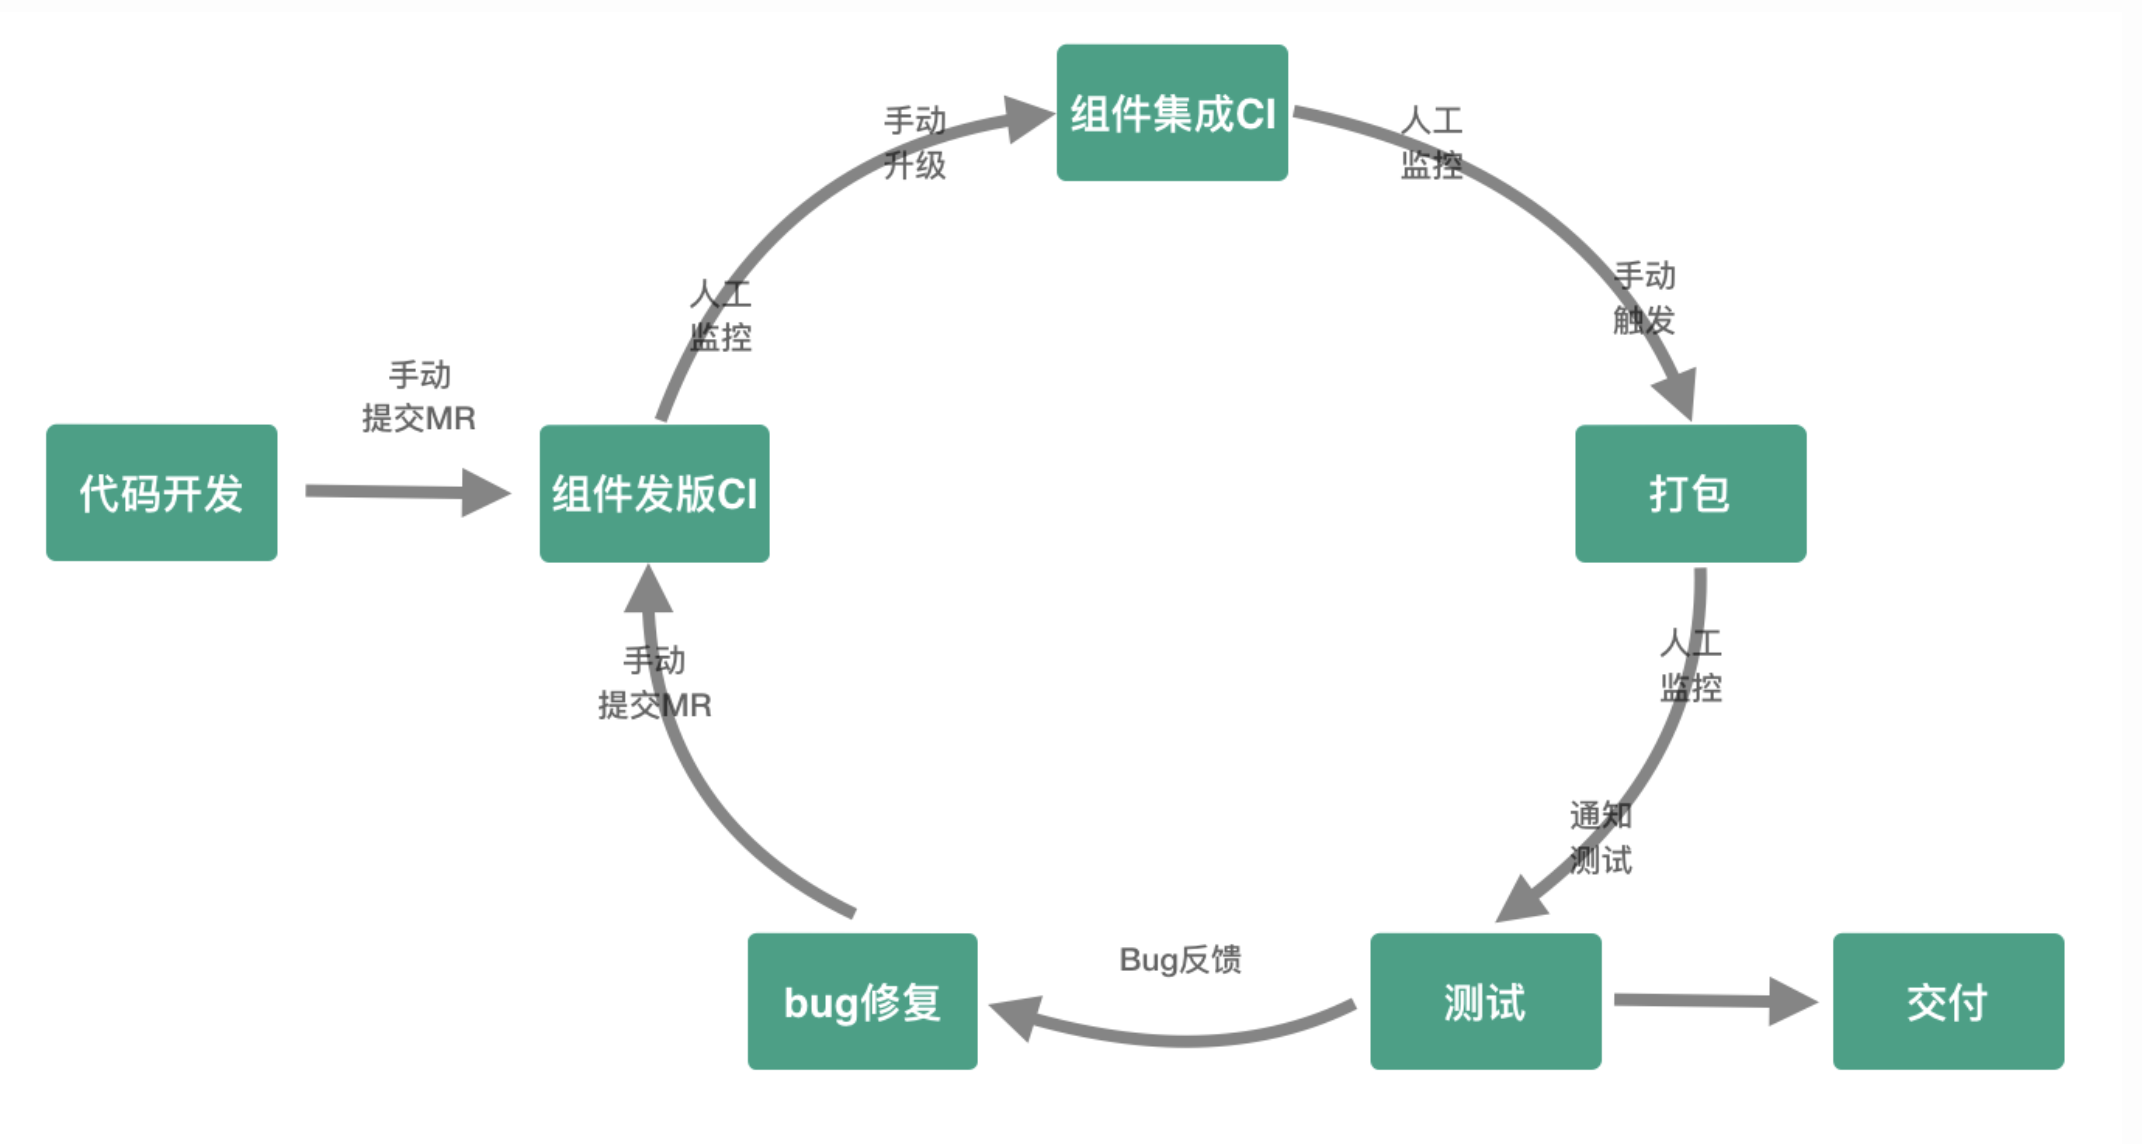 组件集成CI
手动
升级
人工
监控
人工
监控
手动
触发
手动
提交MR
代码开发
组件发版CI
打包
手动
提交MR
人工
监控
通知
测试
Bug反馈
bug修复
测试
交付